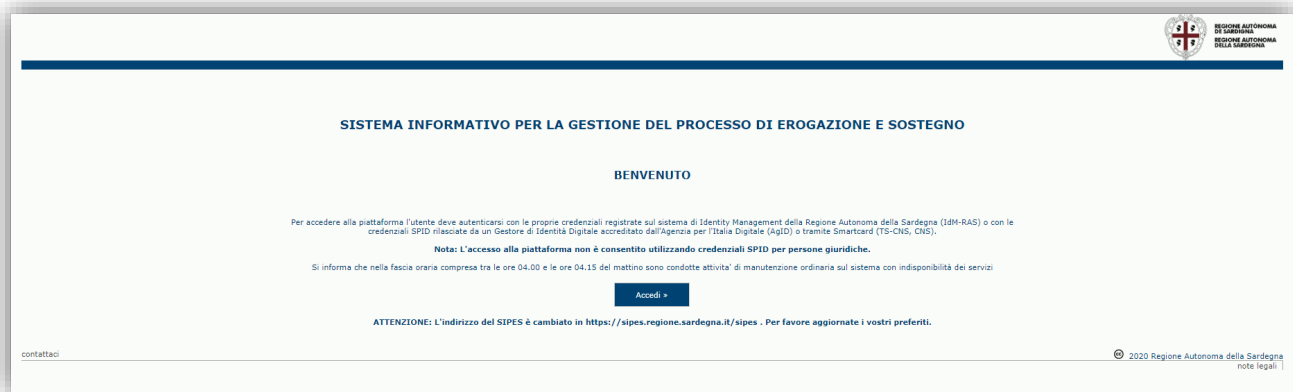 REGIONE AUTÒNOMA
DE SARDIGNA
REGIONE AUTONOMA
DELLA SARDEGNA
SISTEMA INFORMATIVO PER LA GESTIONE DEL PROCESSO DI EROGAZIONE E SOSTEGNO
BENVENUTO
Per accedere alla piattaforma l'utente deve autenticarsi con le proprie credenziali registrate sul sistema di Identity Management della Regione Autonoma della Sardegna (IdM-RAS) o con le
credenziali SPID rilasciate da un Gestore di Identità Digitale accreditato dall'Agenzia per l'Italia Digitale (AgID) o tramite Smartcard (TS-CNS, CNS).
Nota: L'accesso alla piattaforma non è consentito utilizzando credenziali SPID per persone giuridiche.
Si informa che nella fascia oraria compresa tra le ore 04.00 e le ore 04.15 del mattino sono condotte attivita' di manutenzione ordinaria sul sistema con indisponibilità dei servizi
Accedi »
ATTENZIONE: L'indirizzo del SIPES è cambiato in https://sipes.regione.sardegna.it/sipes . Per favore aggiornate i vostri preferiti.
contattaci
2020 Regione Autonoma della Sardegna
note legali |